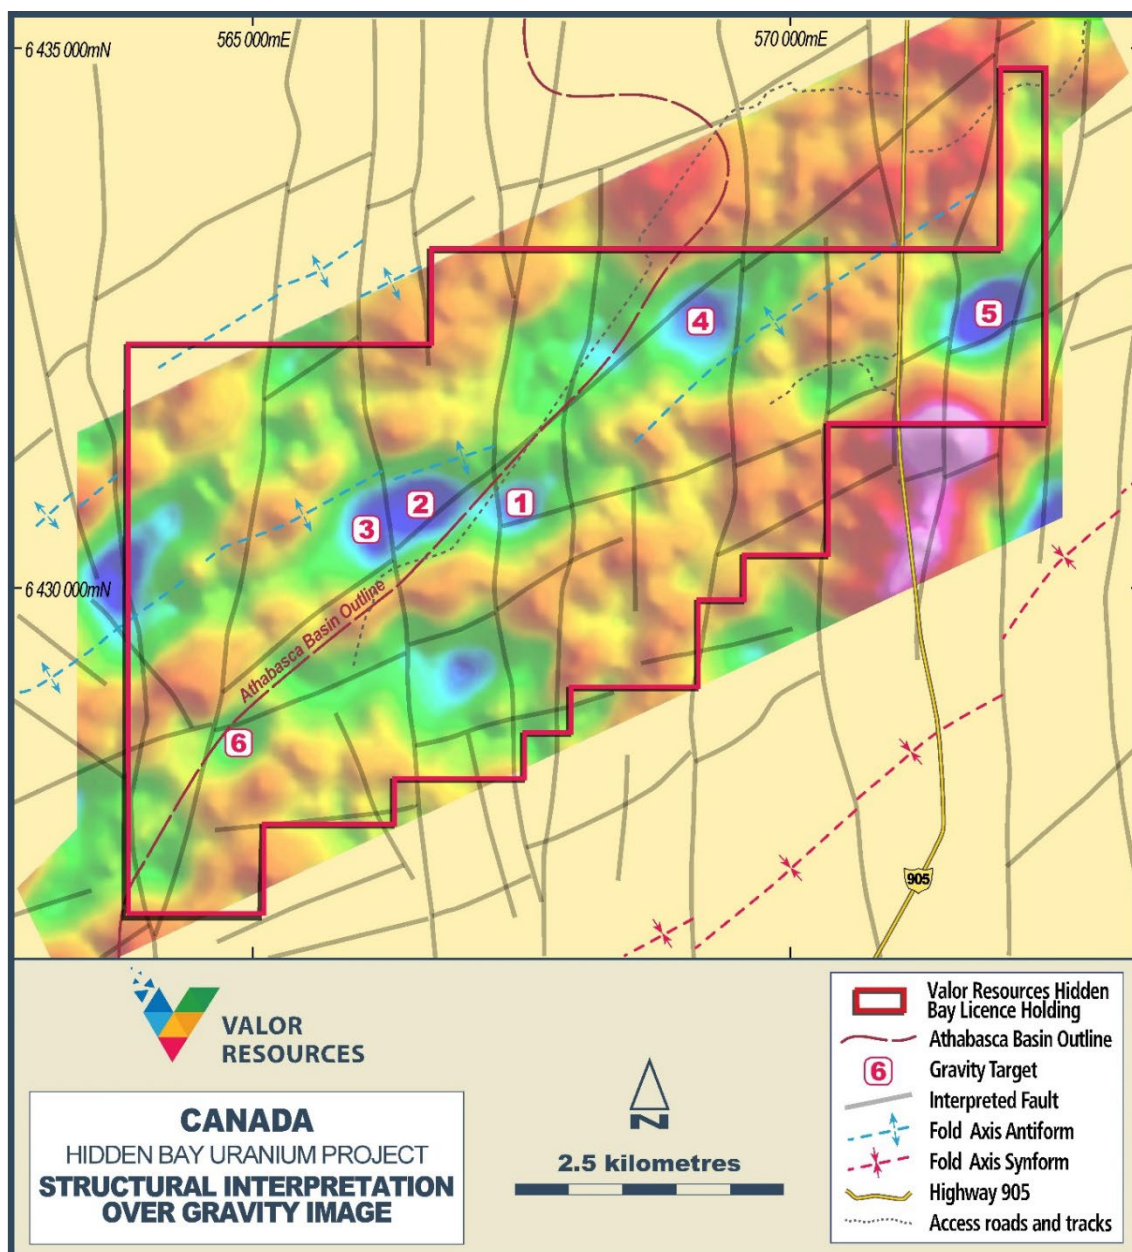 565 000mE
570 000mE
6 435 000mN
4
5
2
1
3
6 430 000mN
Athabasca Basin Outline
6
905
VALOR
RESOURCES
CANADA
HIDDEN BAY URANIUM PROJECT
STRUCTURAL INTERPRETATION
OVER GRAVITY IMAGE
N
2.5 kilometres
Valor Resources Hidden
Bay Licence Holding
Athabasca Basin Outline
6
Gravity Target
Interpreted Fault
Fold Axis Antiform
Fold Axis Synform
Highway 905
Access roads and tracks